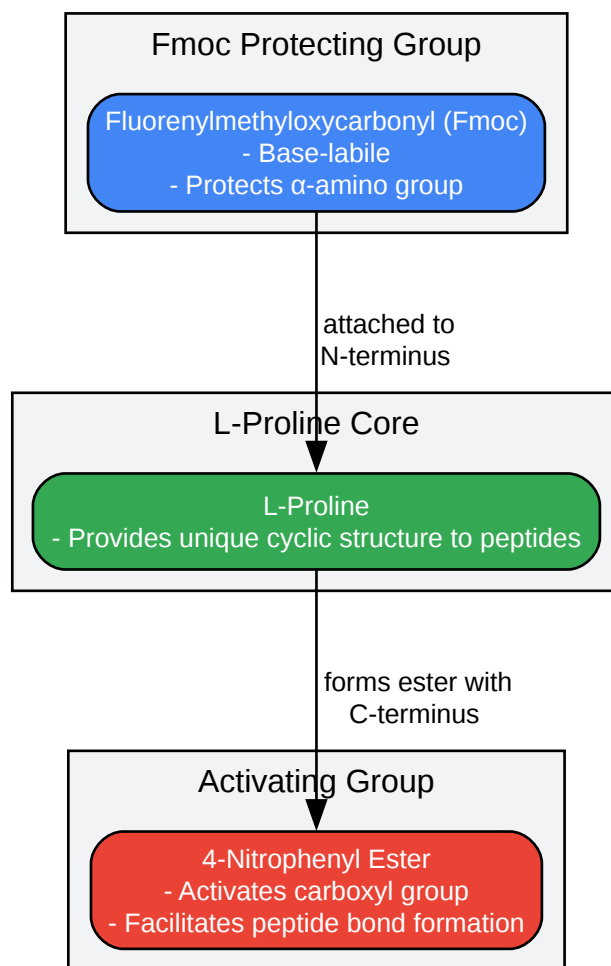 Fmoc Protecting Group
Fluorenylmethyloxycarbonyl (Fmoc)
- Base-labile
- Protects α-amino group
attached to
N-terminus
L-Proline Core
L-Proline
- Provides unique cyclic structure to peptides
forms ester with
C-terminus
Activating Group
4-Nitrophenyl Ester
- Activates carboxyl group
- Facilitates peptide bond formation